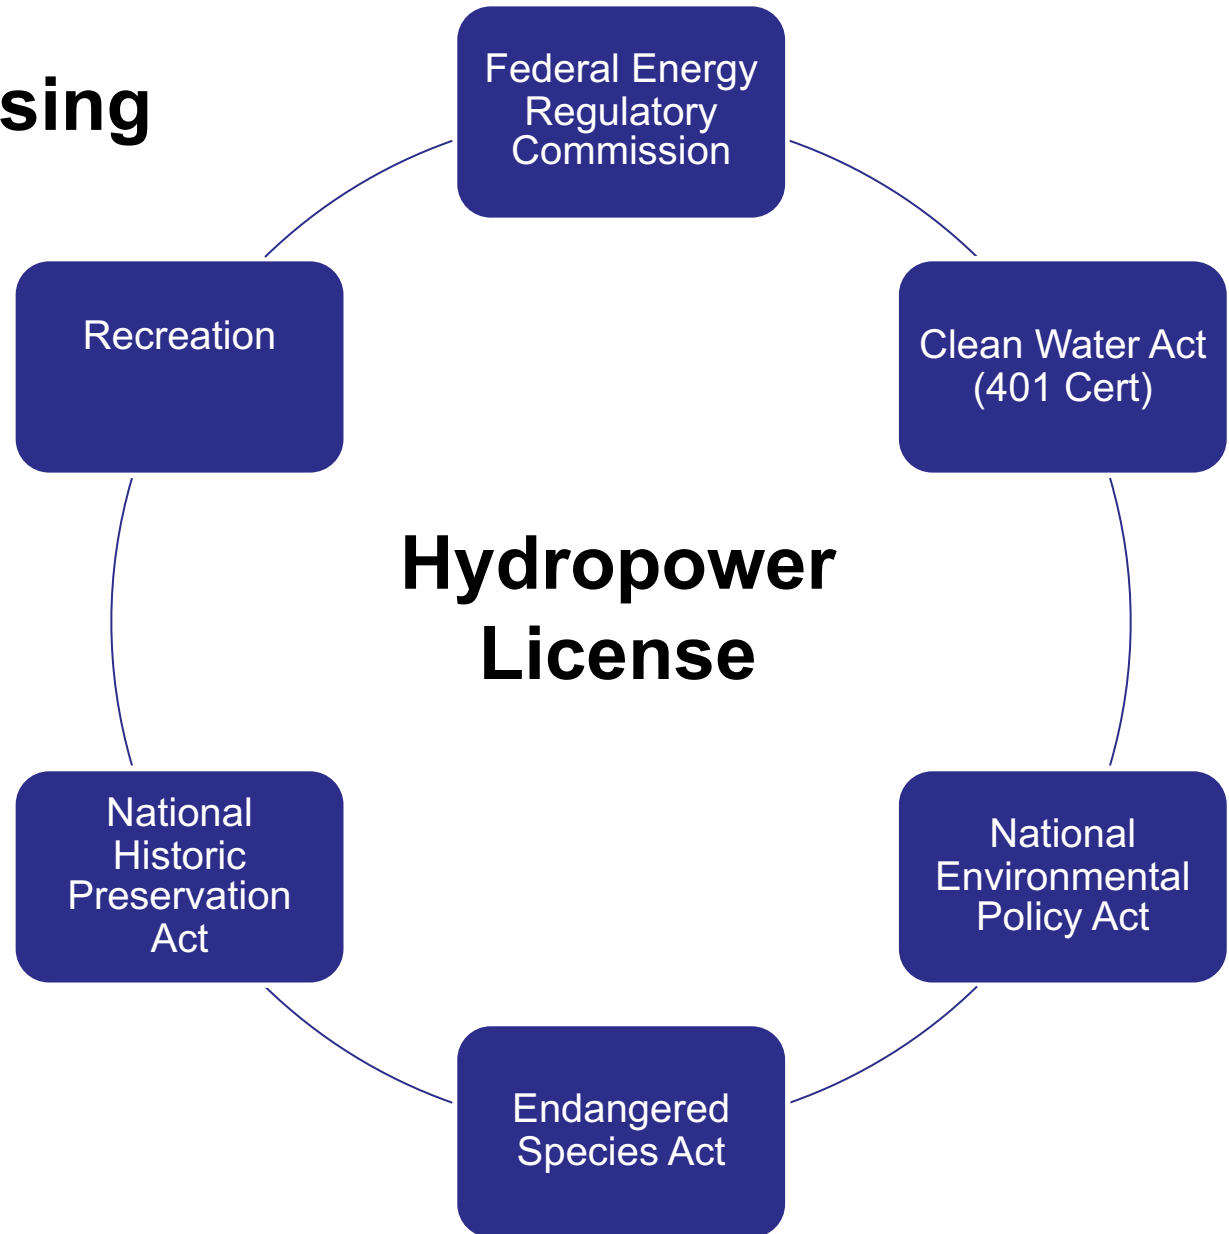 sing
Federal Energy
Regulatory
Commission
Recreation
Clean Water Act
(401 Cert)
Hydropower
License
National
Historic
Preservation
Act
National
Environmental
Policy Act
Endangered
Species Act